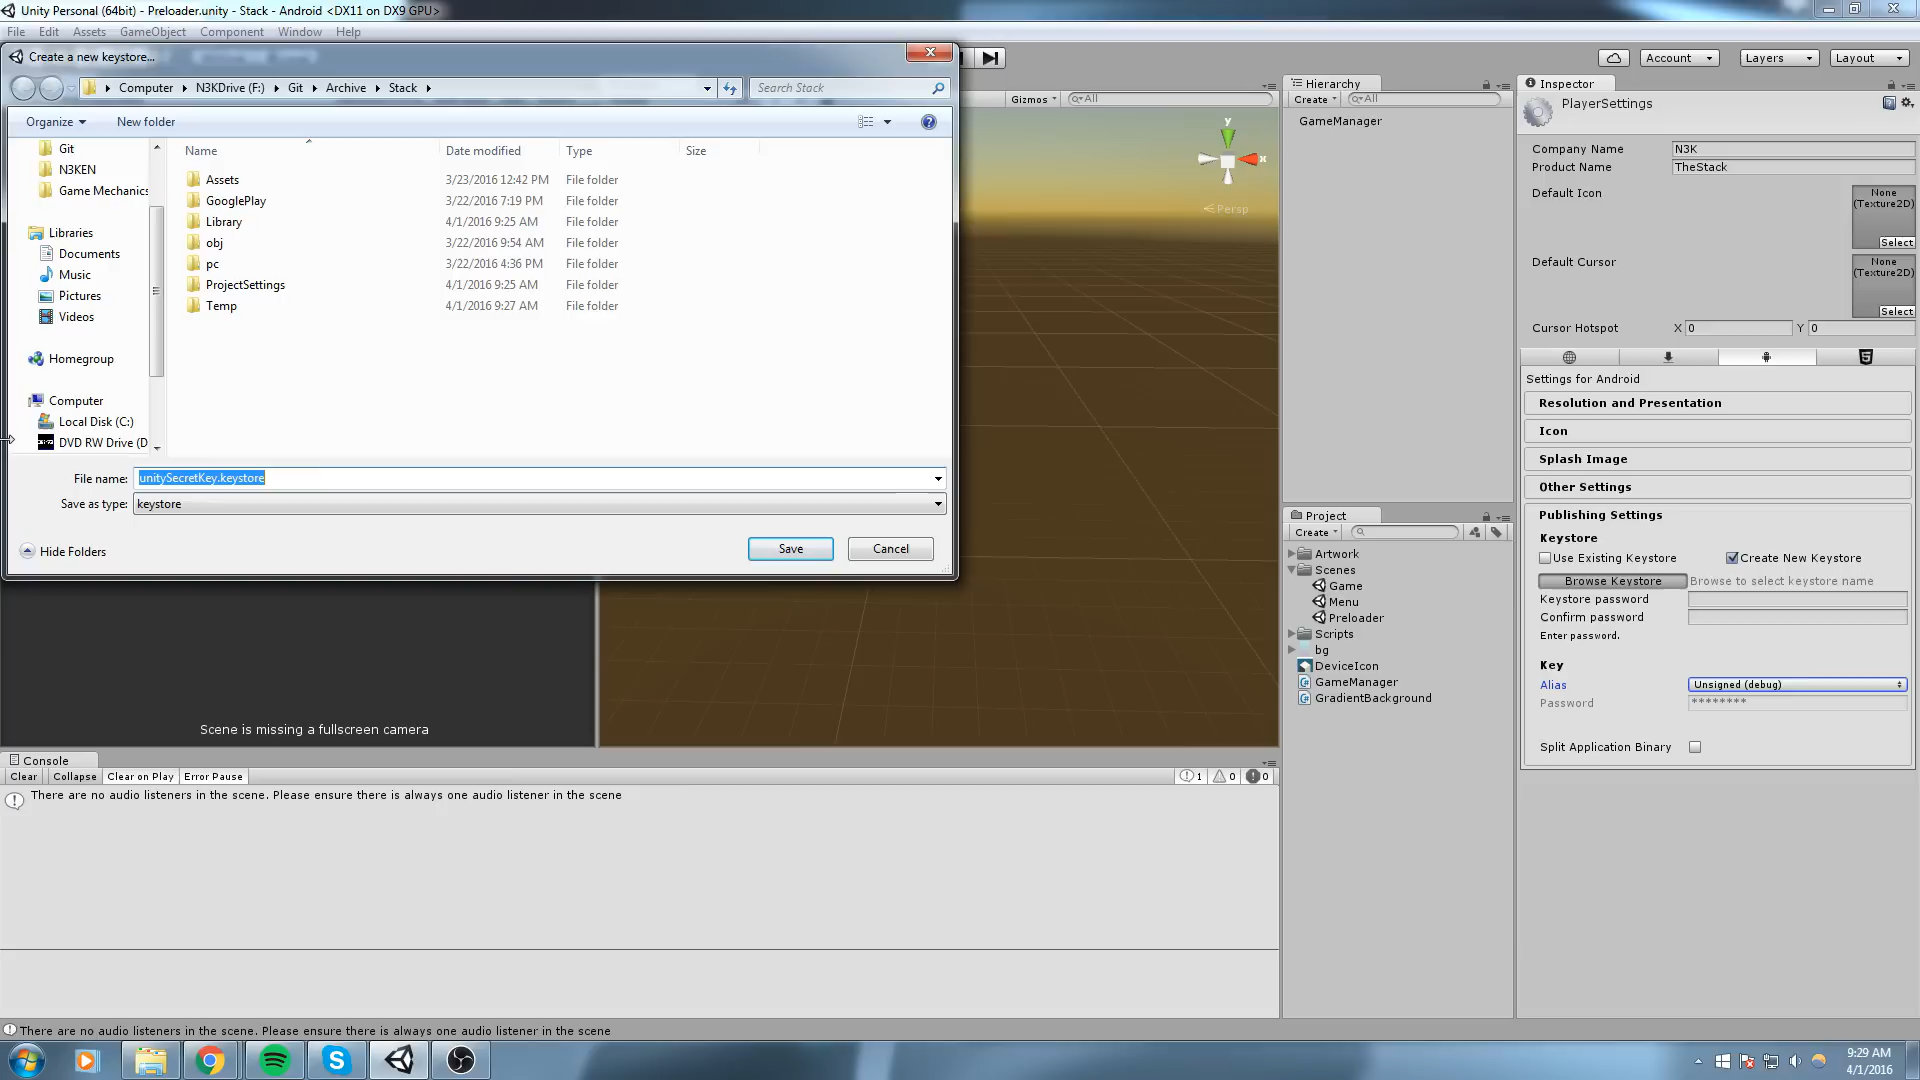 Unity Personal (64bit) - Preloader.unity - Stack - Android <DX11 on DX9 GPU>
File Edit Assets GameObject Component Window Help
Create a new keystore...
Computer N3KDrive (F:) Git Archive Stack
Search Stack
Organize New folder
Git
N3KEN
Game Mechanics
Libraries
Documents
Music
Pictures
Videos
Homegroup
Computer
Local Disk (C:)
DVD RW Drive (D
Name Date modified Type Size
Assets 3/23/2016 12:42 PM File folder
GooglePlay 3/22/2016 7:19 PM File folder
Library 4/1/2016 9:25 AM File folder
obj 3/22/2016 9:54 AM File folder
pc 3/22/2016 4:36 PM File folder
ProjectSettings 4/1/2016 9:25 AM File folder
Temp 4/1/2016 9:27 AM File folder
File name: unitySecretKey.keystore
Save as type: keystore
Hide Folders
Save Cancel
Account Layers Layout
Gizmos All
y
x
Persp
Scene is missing a fullscreen camera
Hierarchy
Create All
GameManager
Project
Create
Artwork
Scenes
Game
Menu
Preloader
Scripts
bg
DeviceIcon
GameManager
GradientBackground
Inspector
PlayerSettings
Company Name N3K
Product Name TheStack
Default Icon
None
(Texture2D)
Select
Default Cursor
None
(Texture2D)
Select
Cursor Hotspot X 0 Y 0
Settings for Android
Resolution and Presentation
Icon
Splash Image
Other Settings
Publishing Settings
Keystore
Use Existing Keystore Create New Keystore
Browse Keystore Browse to select keystore name
Keystore password
Confirm password
Enter password.
Key
Alias Unsigned (debug)
Password ********
Split Application Binary
Console
Clear Collapse Clear on Play Error Pause
1 0 0
There are no audio listeners in the scene. Please ensure there is always one audio listener in the scene
There are no audio listeners in the scene. Please ensure there is always one audio listener in the scene
9:29 AM
4/1/2016